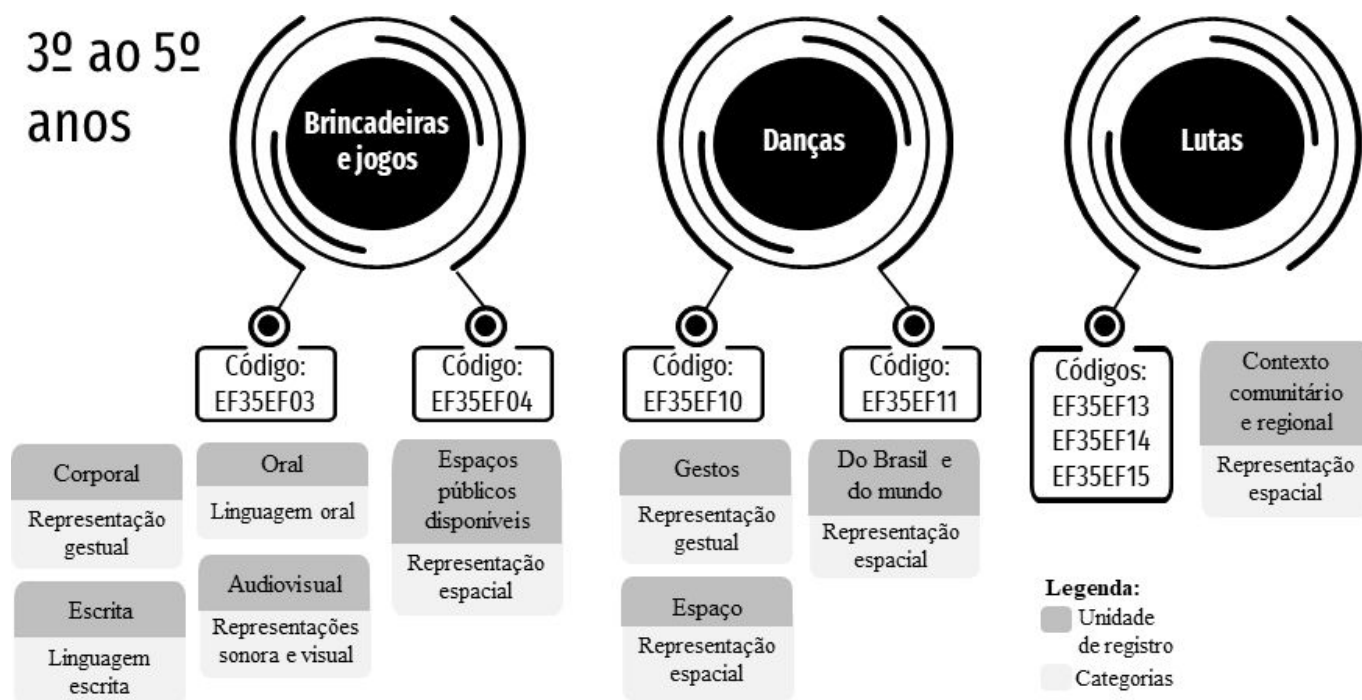 3º ao 5º
anos
Brincadeiras
e jogos
Danças
Lutas
Código:
EF35EF03
Código:
EF35EF04
Código:
EF35EF10
Código:
EF35EF11
Códigos:
EF35EF13
EF35EF14
EF35EF15
Contexto
comunitário
e regional
Representação
espacial
Corporal
Representação
gestual
Oral
Linguagem oral
Espaços
públicos
disponíveis
Representação
espacial
Gestos
Representação
gestual
Do Brasil e
do mundo
Representação
espacial
Escrita
Linguagem
escrita
Audiovisual
Representações
sonora e visual
Espaço
Representação
espacial
Legenda:
Unidade
de registro
Categorias